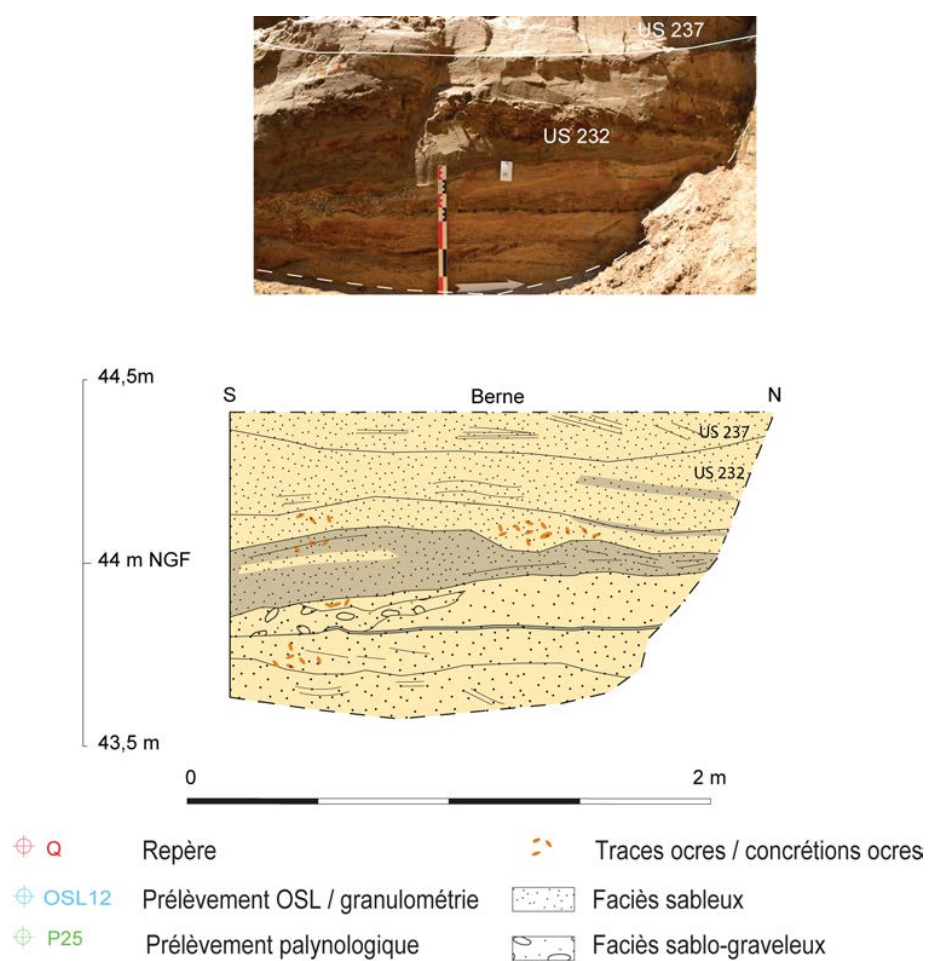 US 237
US 232
44,5m
S
Berne
N
US 237
US 232
44 m NGF
43,5 m
0
2 m
Q
Repère
Traces ocres / concrétions ocres
OSL12
Prélèvement OSL / granulométrie
Faciès sableux
P25
Prélèvement palynologique
Faciès sablo-graveleux